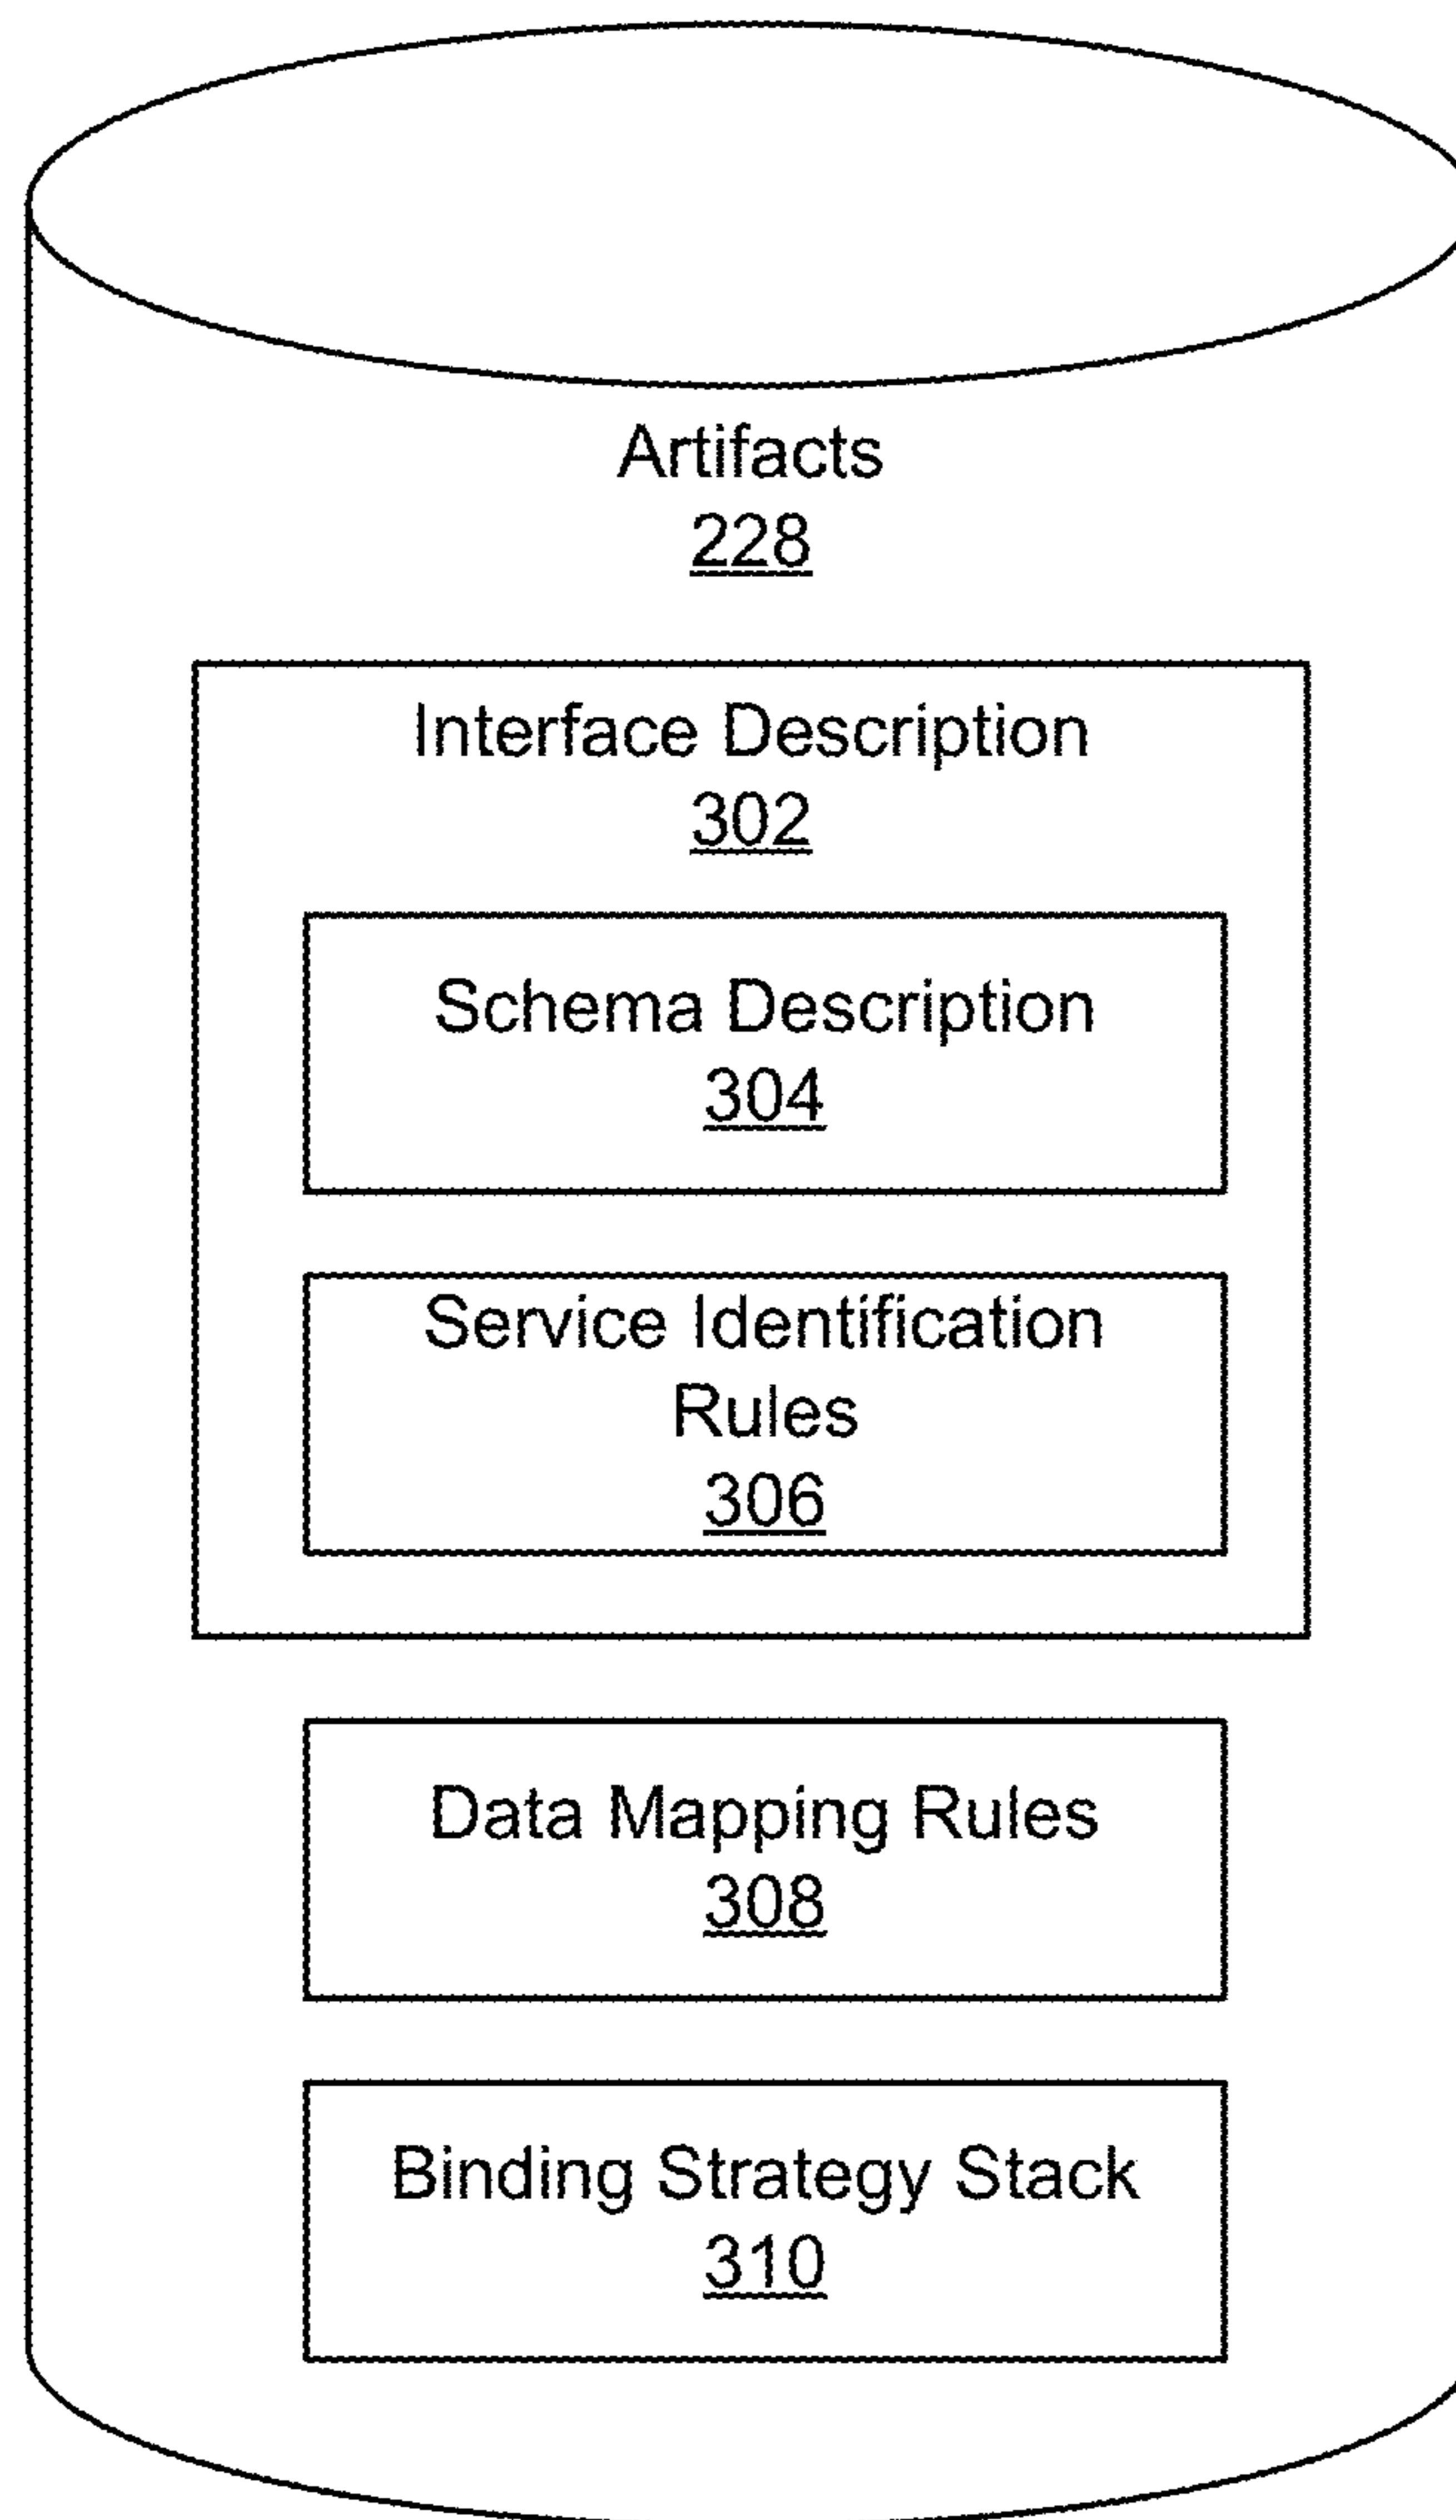 Artifacts
228
Interface Description
302
Schema Description
304
Service Identification
Rules
306
Data Mapping Rules
308
Binding Strategy Stack
310